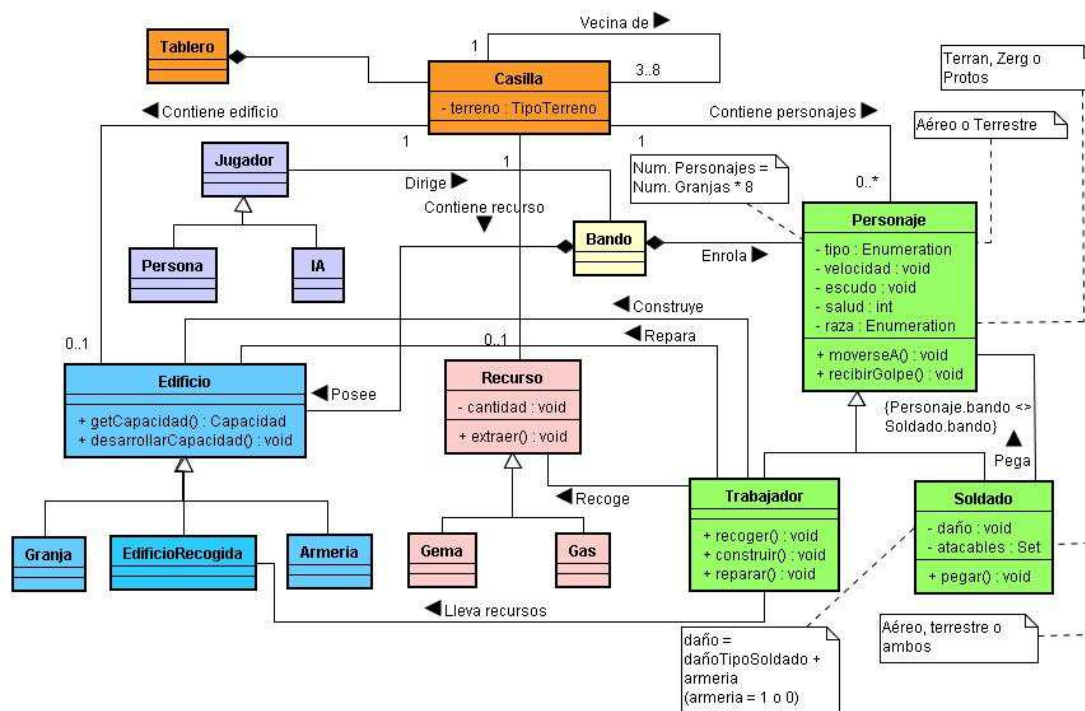 Vecina de
Tablero
1
Casilla
3..8
- terreno : TipoTerreno
Terran, Zerg o
Protos
Contiene edificio
Contiene personajes
Aéreo o Terrestre
1
1
1
Jugador
Dirige
Num. Personajes =
Num. Granjas * 8
0..*
Contiene recurso
Personaje
Bando
- tipo : Enumeration
- velocidad : void
- escudo : void
- salud : int
- raza : Enumeration
+ moverseA() : void
+ recibirGolpe() : void
Persona
IA
Enrola
Construye
0..1
Repara
0..1
Edificio
+ getCapacidad() : Capacidad
+ desarrollarCapacidad() : void
Posee
Recurso
- cantidad : void
+ extraer() : void
{Personaje.bando <>
Soldado.bando}
Pega
Recoge
Trabajador
+ recoger() : void
+ construir() : void
+ reparar() : void
Soldado
- daño : void
- atacables : Set
+ pegar() : void
Granja
EdificioRecogida
Armeria
Gema
Gas
Lleva recursos
daño =
dañoTipoSoldado +
armeria
(armeria = 1 o 0)
Aéreo, terrestre o
ambos